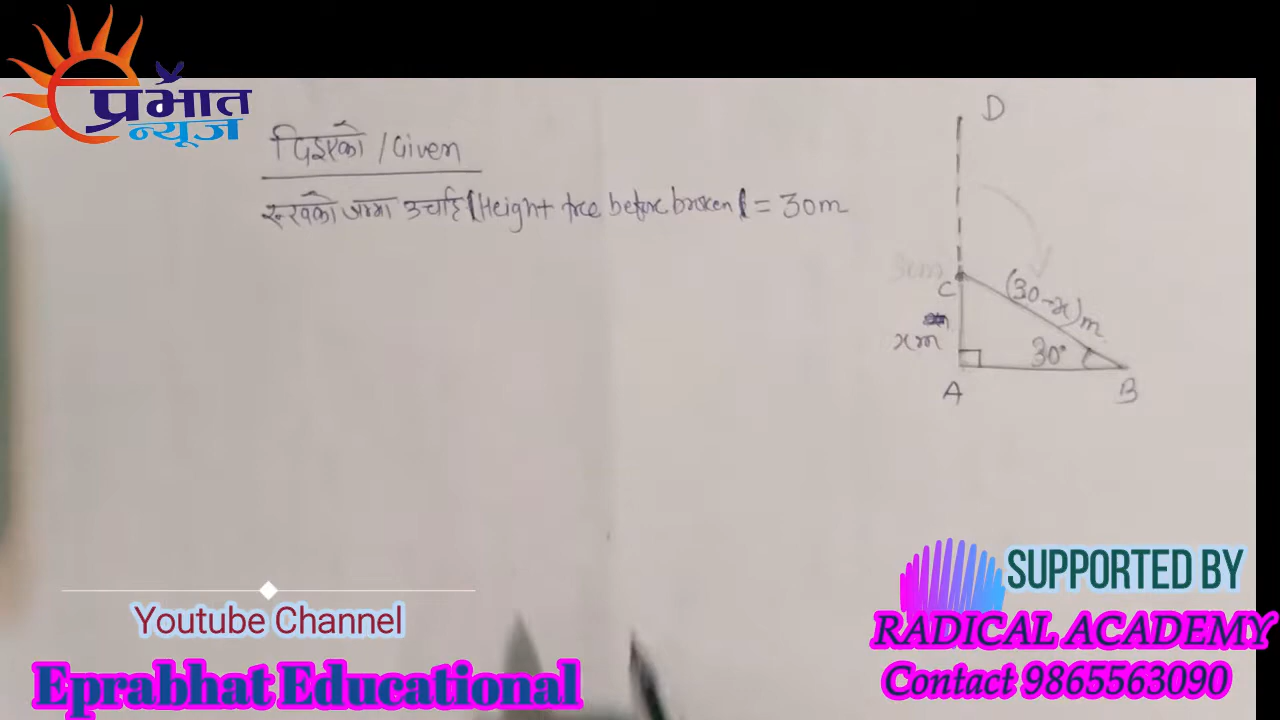 प्रभात
न्यूज
दिइएको / Given
रूखको जम्मा उचाई (Height tree before broken) = 30m
D
C
(30-x)m
xm
30°
A
B
Youtube Channel
Eprabhat Educational
SUPPORTED BY
RADICAL ACADEMY
Contact 9865563090